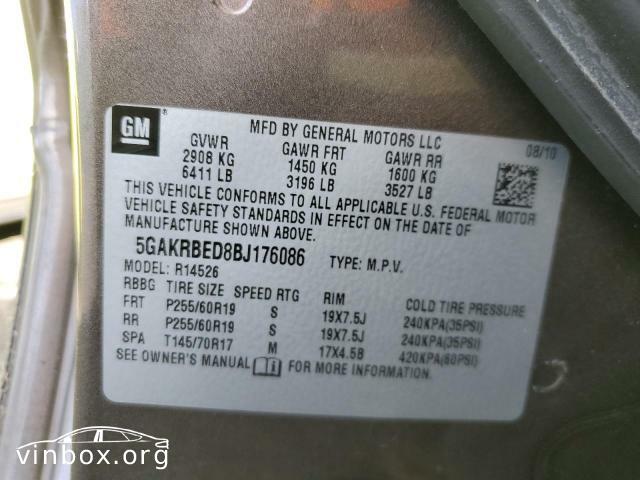 GM
MFD BY GENERAL MOTORS LLC
08/10
GVWR GAWR FRT GAWR RR
2908 KG 1450 KG 1600 KG
6411 LB 3196 LB 3527 LB
THIS VEHICLE CONFORMS TO ALL APPLICABLE U.S. FEDERAL MOTOR
VEHICLE SAFETY STANDARDS IN EFFECT ON THE DATE OF
MANUFACTURE SHOWN ABOVE.
5GAKRBED8BJ176086 TYPE: M.P.V.
MODEL: R14526
RBBG TIRE SIZE SPEED RTG RIM COLD TIRE PRESSURE
FRT P255/60R19 S 19X7.5J 240KPA(35PSI)
RR P255/60R19 S 19X7.5J 240KPA(35PSI)
SPA T145/70R17 M 17X4.5B 420KPA(60PSI)
SEE OWNER'S MANUAL FOR MORE INFORMATION.
vinbox.org